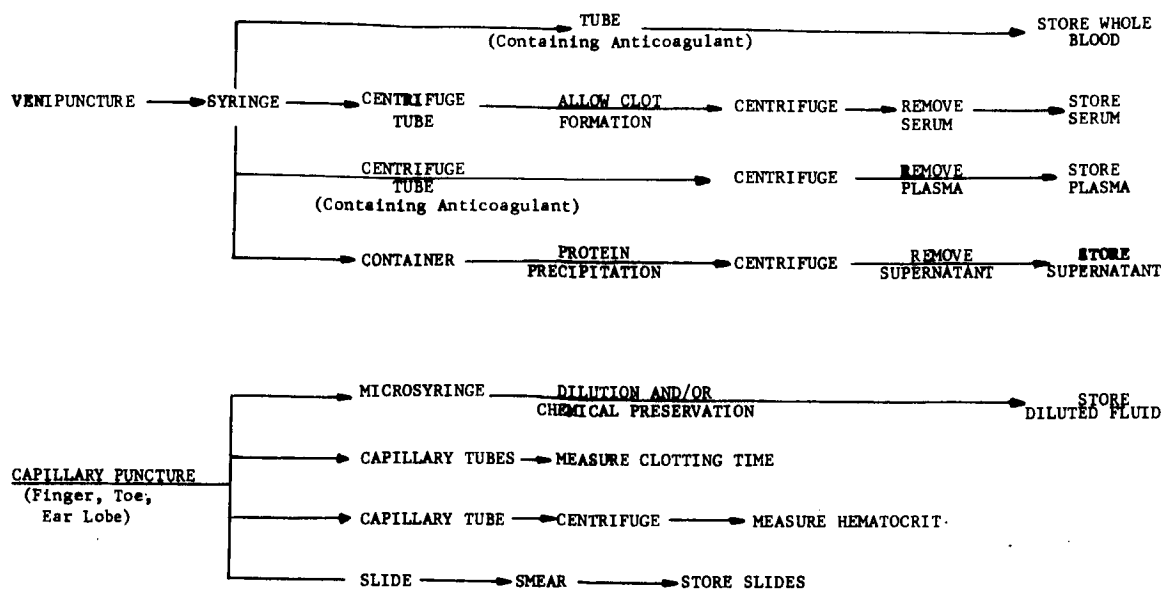 TUBE
(Containing Anticoagulant)
STORE WHOLE
BLOOD
VENIPUNCTURE
SYRINGE
CENTRIFUGE
TUBE
ALLOW CLOT
FORMATION
CENTRIFUGE
REMOVE
SERUM
STORE
SERUM
CENTRIFUGE
TUBE
(Containing Anticoagulant)
CENTRIFUGE
REMOVE
PLASMA
STORE
PLASMA
CONTAINER
PROTEIN
PRECIPITATION
CENTRIFUGE
REMOVE
SUPERNATANT
STORE
SUPERNATANT
CAPILLARY PUNCTURE
(Finger, Toe,
Ear Lobe)
MICROSYRINGE
DILUTION AND/OR
CHEMICAL PRESERVATION
STORE
DILUTED FLUID
CAPILLARY TUBES
MEASURE CLOTTING TIME
CAPILLARY TUBE
CENTRIFUGE
MEASURE HEMATOCRIT
SLIDE
SMEAR
STORE SLIDES